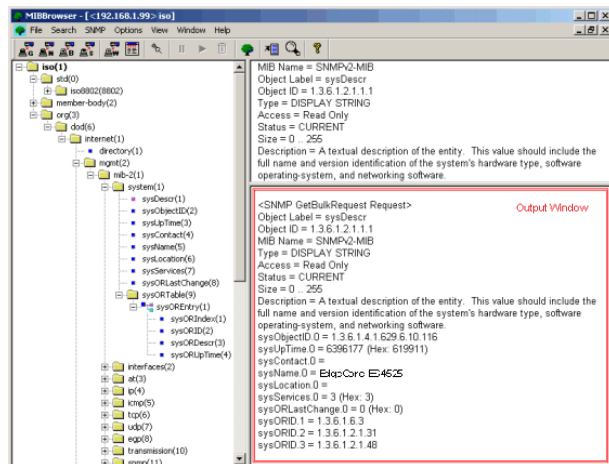 MIBBrowser - [ <192.168.1.99> iso]
File Search SNMP Options View Window Help
iso(1)
std(0)
iso8802(8802)
member-body(2)
org(3)
dod(6)
internet(1)
directory(1)
mgmt(2)
mib-2(1)
system(1)
sysDescr(1)
sysObjectID(2)
sysUpTime(3)
sysContact(4)
sysName(5)
sysLocation(6)
sysServices(7)
sysORLastChange(8)
sysORTable(9)
sysOREntry(1)
sysORIndex(1)
sysORID(2)
sysORDescr(3)
sysORUpTime(4)
interfaces(2)
at(3)
ip(4)
icmp(5)
tcp(6)
udp(7)
egp(8)
transmission(10)
snmp(11)
MIB Name = SNMPv2-MIB
Object Label = sysDescr
Object ID = 1.3.6.1.2.1.1.1
Type = DISPLAY STRING
Access = Read Only
Status = CURRENT
Size = 0 .. 255
Description = A textual description of the entity. This value should include the
full name and version identification of the system's hardware type, software
operating-system, and networking software.
<SNMP GetBulkRequest Request>
Output Window
Object Label = sysDescr
Object ID = 1.3.6.1.2.1.1.1
MIB Name = SNMPv2-MIB
Type = DISPLAY STRING
Access = Read Only
Status = CURRENT
Size = 0 .. 255
Description = A textual description of the entity. This value should include the
full name and version identification of the system's hardware type, software
operating-system, and networking software.
sysObjectID.0 = 1.3.6.1.4.1.629.6.10.116
sysUpTime.0 = 6396177 (Hex: 619911)
sysContact.0 =
sysName.0 =
sysLocation.0 =
sysServices.0 = 3 (Hex: 3)
sysORLastChange.0 = 0 (Hex: 0)
sysORID.1 = 1.3.6.1.6.3
sysORID.2 = 1.3.6.1.2.1.31
sysORID.3 = 1.3.6.1.2.1.48